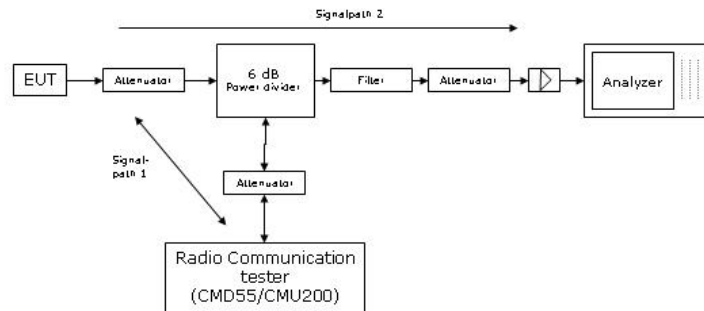 Signalpath 2
EUT
Attenuator
6 dB
Power divider
Filter
Attenuator
Analyzer
Signal-
path 1
Attenuator
Radio Communication
tester
(CMD55/CMU200)